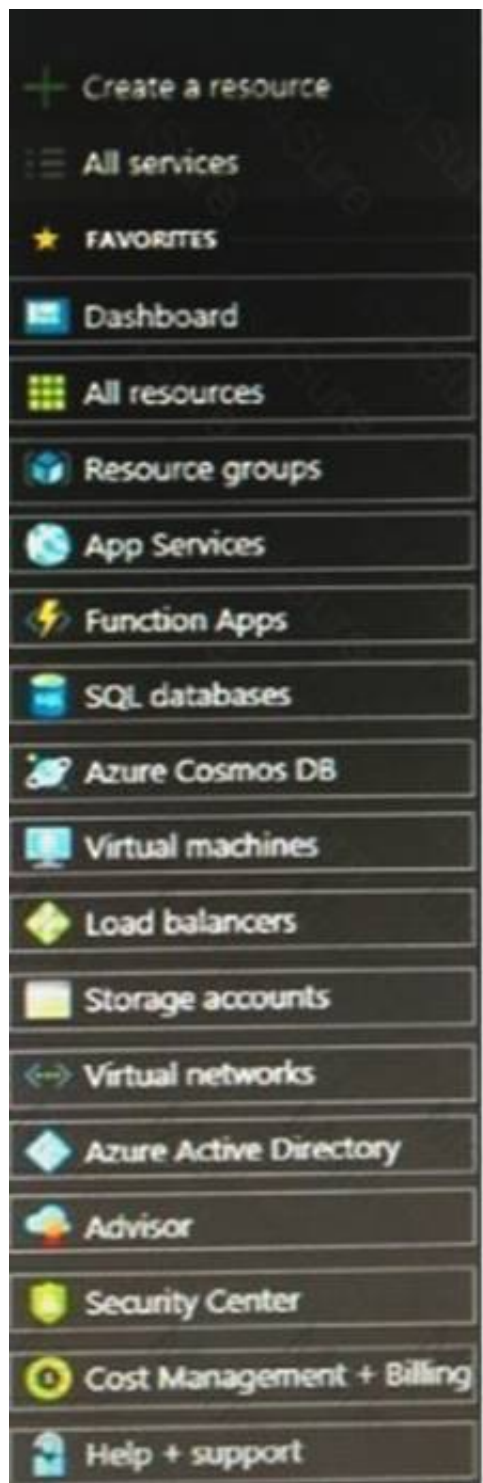 Create a resource
All services
FAVORITES
Dashboard
All resources
Resource groups
App Services
Function Apps
SQL databases
Azure Cosmos DB
Virtual machines
Load balancers
Storage accounts
Virtual networks
Azure Active Directory
Advisor
Security Center
Cost Management + Billing
Help + support